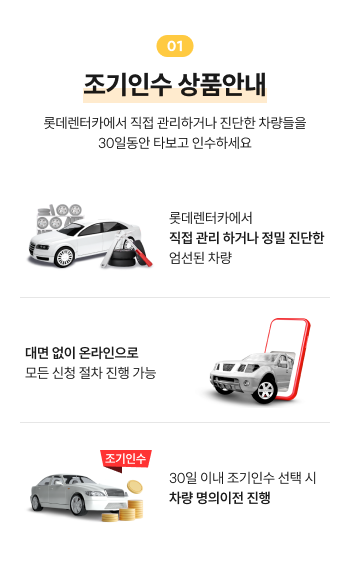 01
조기인수 상품안내
롯데렌터카에서 직접 관리하거나 진단한 차량들을
30일동안 타보고 인수하세요
롯데렌터카에서
직접 관리 하거나 정밀 진단한
엄선된 차량
대면 없이 온라인으로
모든 신청 절차 진행 가능
조기인수
30일 이내 조기인수 선택 시
차량 명의이전 진행